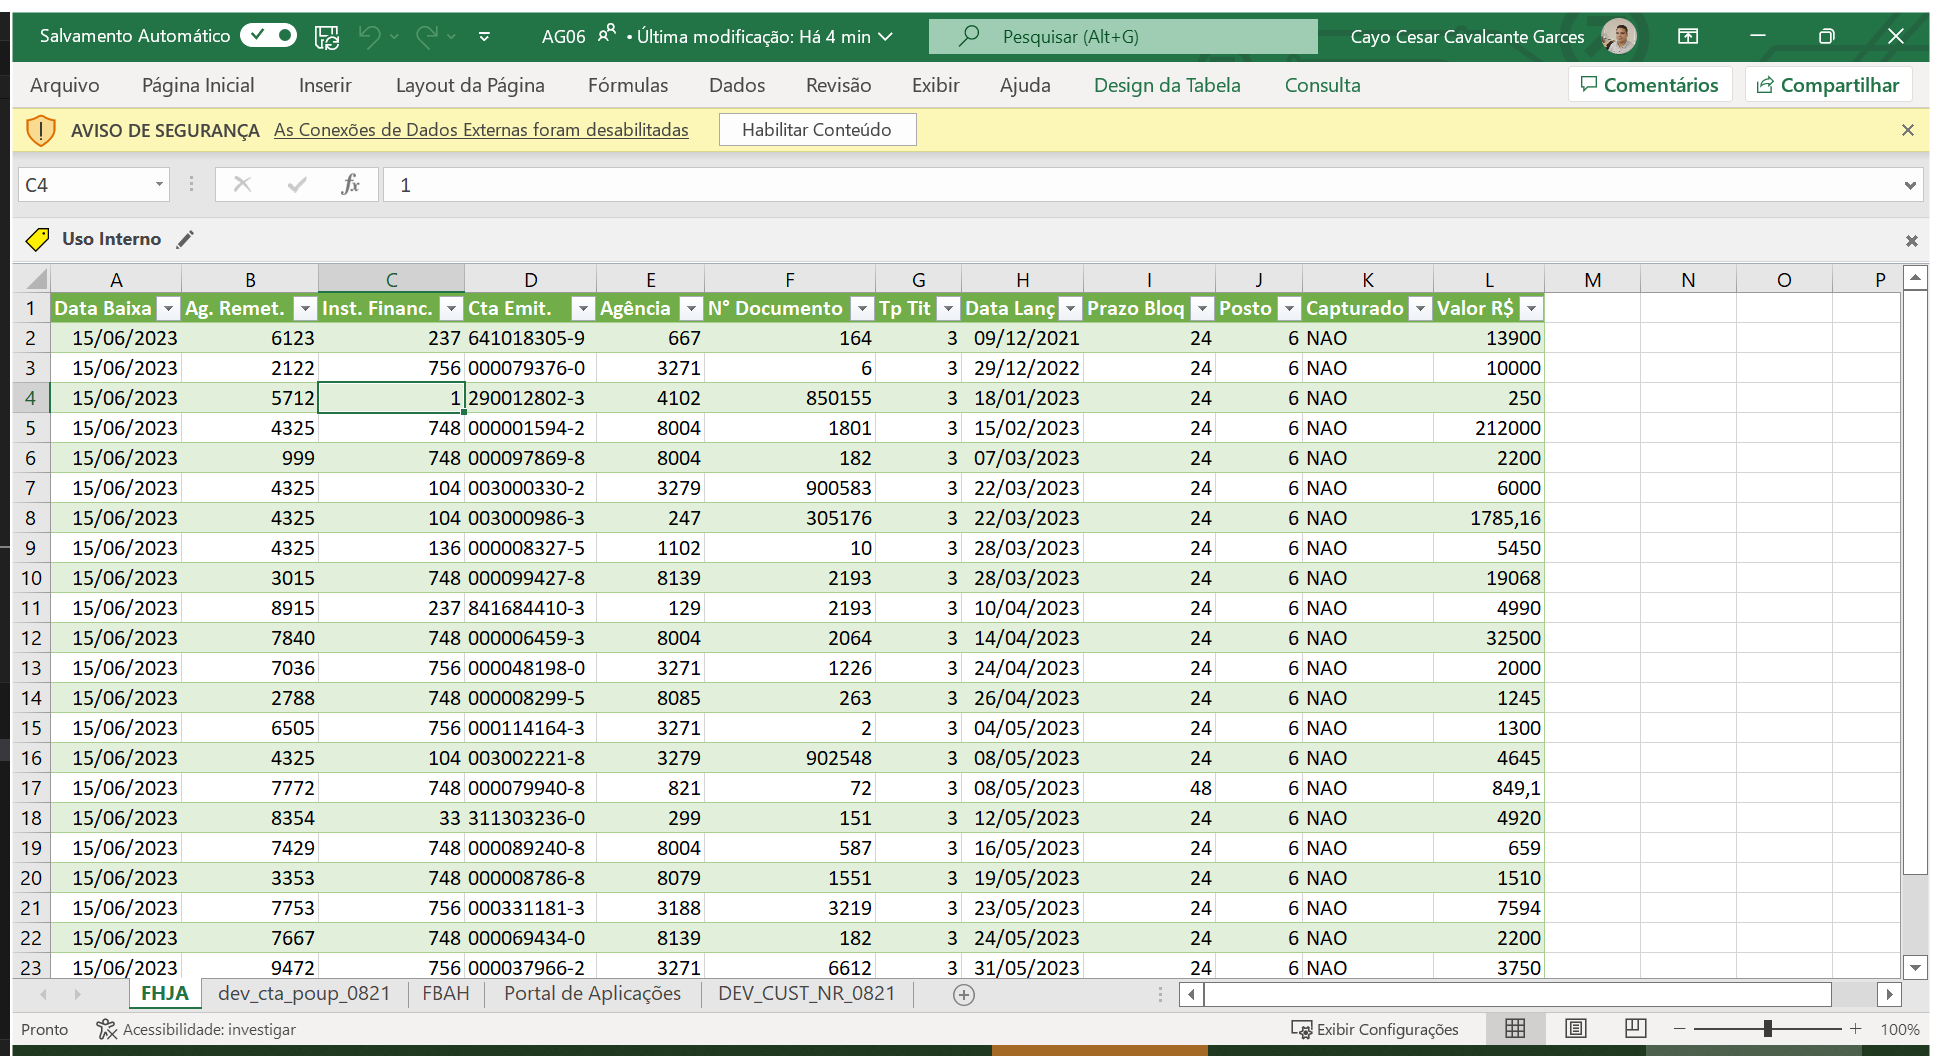 Salvamento Automático AG06 • Última modificação: Há 4 min Pesquisar (Alt+G) Cayo Cesar Cavalcante Garces
Arquivo Página Inicial Inserir Layout da Página Fórmulas Dados Revisão Exibir Ajuda Design da Tabela Consulta Comentários Compartilhar
AVISO DE SEGURANÇA As Conexões de Dados Externas foram desabilitadas Habilitar Conteúdo
C4 fx 1
Uso Interno
A B C D E F G H I J K L M N O P
1 Data Baixa Ag. Remet. Inst. Financ. Cta Emit. Agência N° Documento Tp Tit Data Lanç Prazo Bloq Posto Capturado Valor R$
2 15/06/2023 6123 237 641018305-9 667 164 3 09/12/2021 24 6 NAO 13900
3 15/06/2023 2122 756 000079376-0 3271 6 3 29/12/2022 24 6 NAO 10000
4 15/06/2023 5712 1 290012802-3 4102 850155 3 18/01/2023 24 6 NAO 250
5 15/06/2023 4325 748 000001594-2 8004 1801 3 15/02/2023 24 6 NAO 212000
6 15/06/2023 999 748 000097869-8 8004 182 3 07/03/2023 24 6 NAO 2200
7 15/06/2023 4325 104 003000330-2 3279 900583 3 22/03/2023 24 6 NAO 6000
8 15/06/2023 4325 104 003000986-3 247 305176 3 22/03/2023 24 6 NAO 1785,16
9 15/06/2023 4325 136 000008327-5 1102 10 3 28/03/2023 24 6 NAO 5450
10 15/06/2023 3015 748 000099427-8 8139 2193 3 28/03/2023 24 6 NAO 19068
11 15/06/2023 8915 237 841684410-3 129 2193 3 10/04/2023 24 6 NAO 4990
12 15/06/2023 7840 748 000006459-3 8004 2064 3 14/04/2023 24 6 NAO 32500
13 15/06/2023 7036 756 000048198-0 3271 1226 3 24/04/2023 24 6 NAO 2000
14 15/06/2023 2788 748 000008299-5 8085 263 3 26/04/2023 24 6 NAO 1245
15 15/06/2023 6505 756 000114164-3 3271 2 3 04/05/2023 24 6 NAO 1300
16 15/06/2023 4325 104 003002221-8 3279 902548 3 08/05/2023 24 6 NAO 4645
17 15/06/2023 7772 748 000079940-8 821 72 3 08/05/2023 48 6 NAO 849,1
18 15/06/2023 8354 33 311303236-0 299 151 3 12/05/2023 24 6 NAO 4920
19 15/06/2023 7429 748 000089240-8 8004 587 3 16/05/2023 24 6 NAO 659
20 15/06/2023 3353 748 000008786-8 8079 1551 3 19/05/2023 24 6 NAO 1510
21 15/06/2023 7753 756 000331181-3 3188 3219 3 23/05/2023 24 6 NAO 7594
22 15/06/2023 7667 748 000069434-0 8139 182 3 24/05/2023 24 6 NAO 2200
23 15/06/2023 9472 756 000037966-2 3271 6612 3 31/05/2023 24 6 NAO 3750
FHJA dev_cta_poup_0821 FBAH Portal de Aplicações DEV_CUST_NR_0821
Pronto Acessibilidade: investigar Exibir Configurações 100%